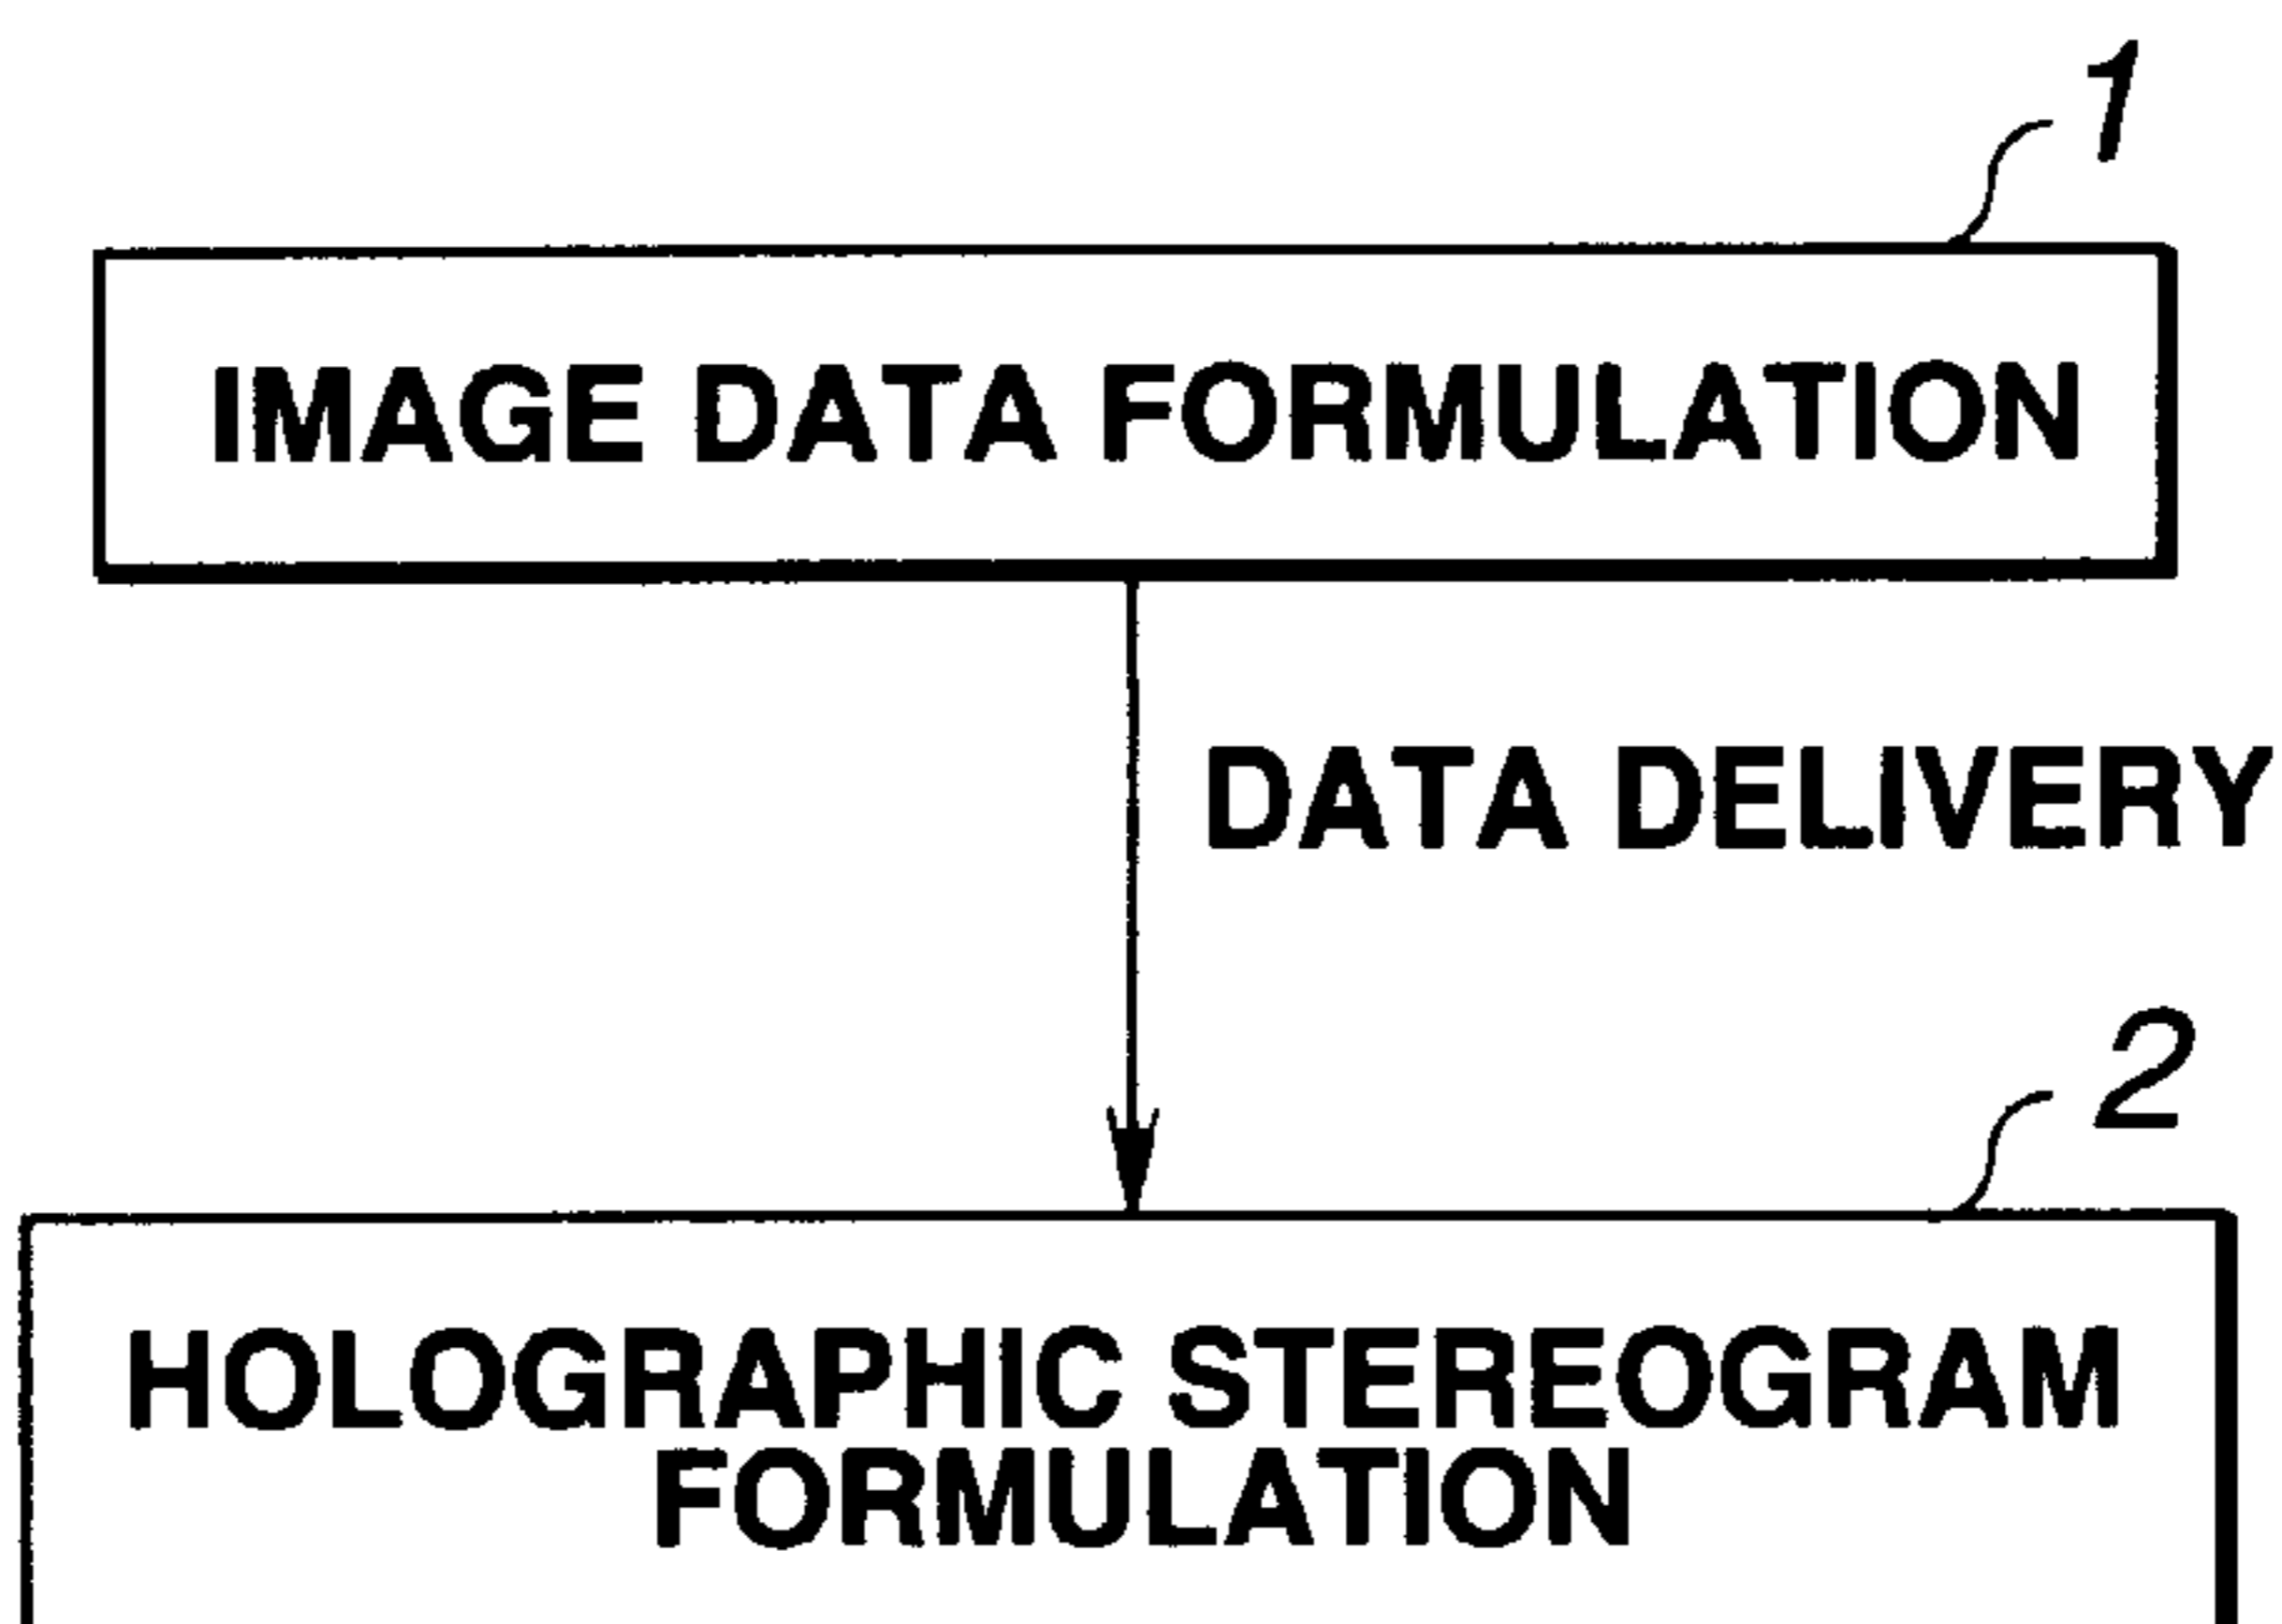 1
IMAGE DATA FORMULATION
DATA DELIVERY
2
HOLOGRAPHIC STEREOGRAM
FORMULATION